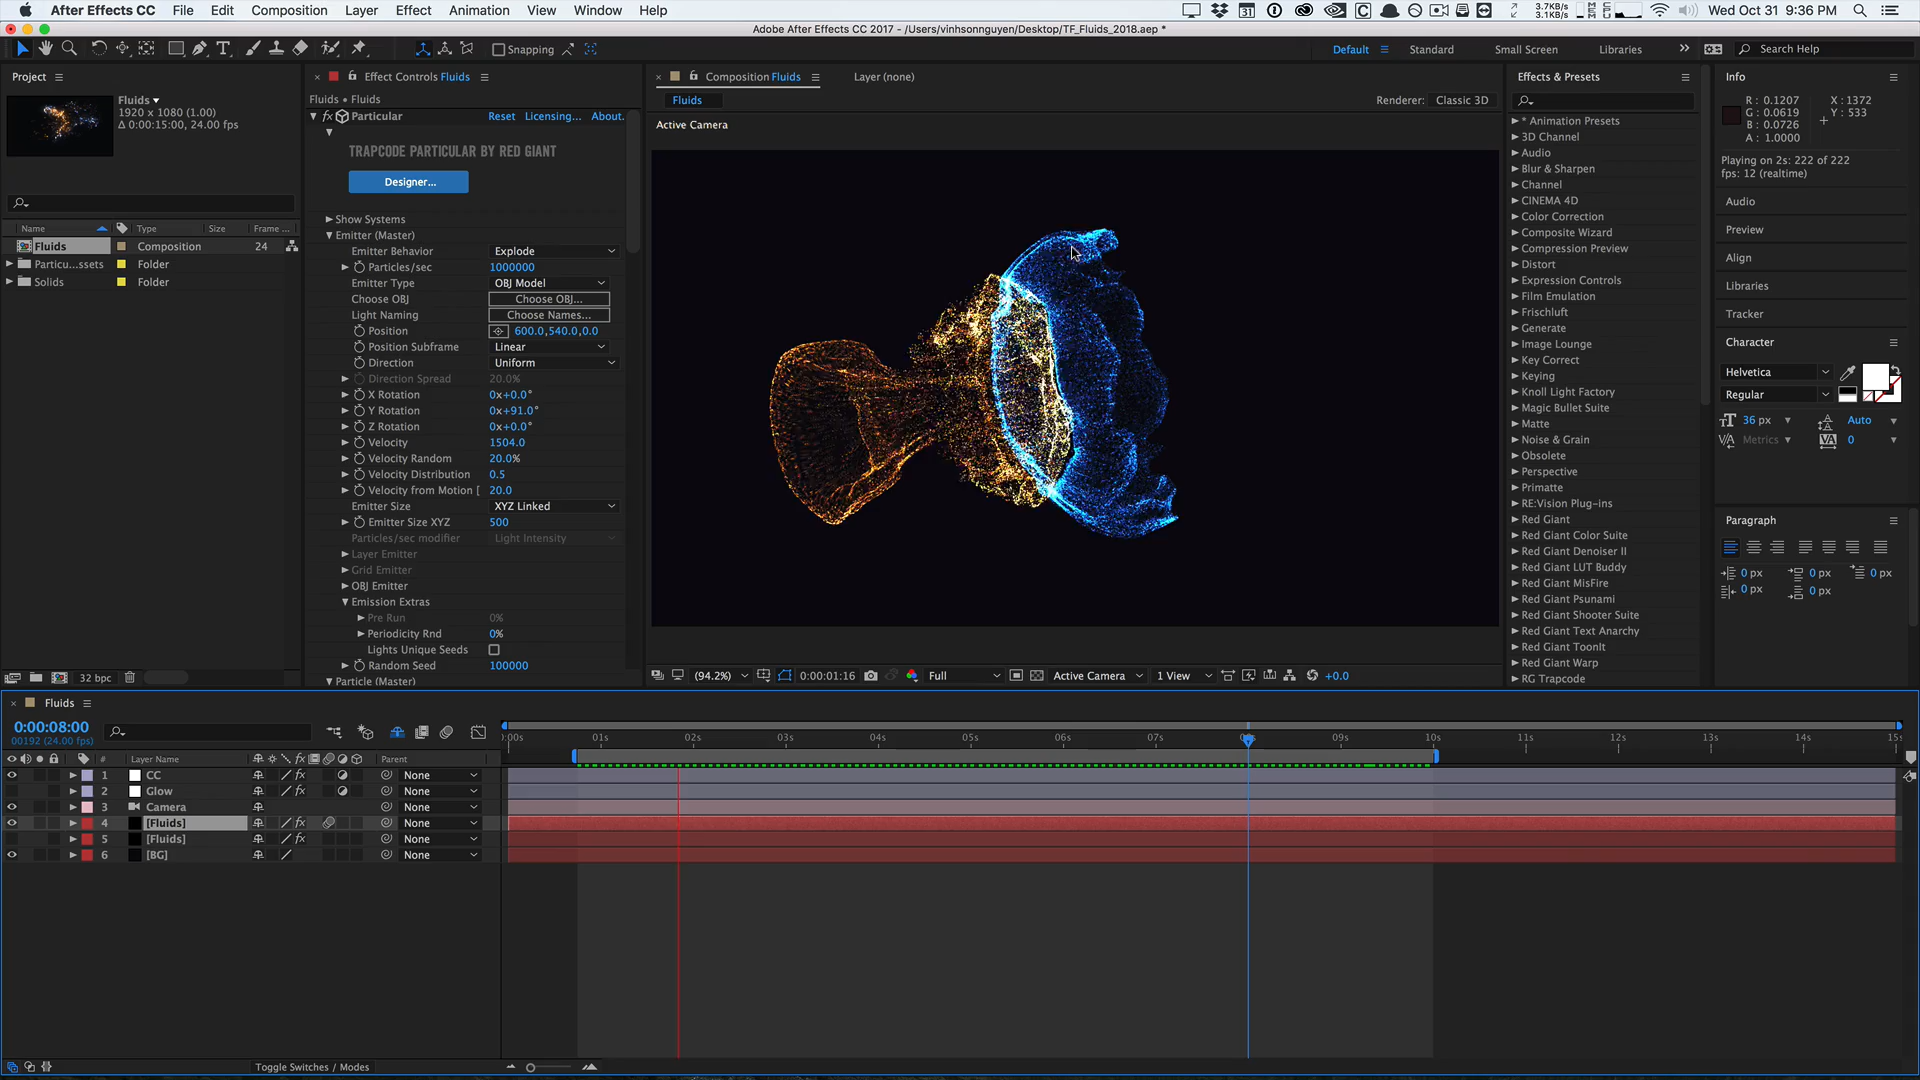 After Effects CC File Edit Composition Layer Effect Animation View Window Help
3.7KB/s
3.1KB/s
Wed Oct 31 9:36 PM
Adobe After Effects CC 2017 - /Users/vinhsonnguyen/Desktop/TF_Fluids_2018.aep *
Snapping
Default Standard Small Screen Libraries Search Help
Project
Fluids
1920 x 1080 (1.00)
Δ 0:00:15:00, 24.00 fps
Name Type Size Frame ...
Fluids Composition 24
Particu...ssets Folder
Solids Folder
32 bpc
Effect Controls Fluids
Fluids • Fluids
fx Particular Reset Licensing... About.
TRAPCODE PARTICULAR BY RED GIANT
Designer...
Show Systems
Emitter (Master)
Emitter Behavior Explode
Particles/sec 1000000
Emitter Type OBJ Model
Choose OBJ Choose OBJ...
Light Naming Choose Names...
Position 600.0,540.0,0.0
Position Subframe Linear
Direction Uniform
Direction Spread 20.0%
X Rotation 0x+0.0°
Y Rotation 0x+91.0°
Z Rotation 0x+0.0°
Velocity 1504.0
Velocity Random 20.0%
Velocity Distribution 0.5
Velocity from Motion [ 20.0
Emitter Size XYZ Linked
Emitter Size XYZ 500
Particles/sec modifier Light Intensity
Layer Emitter
Grid Emitter
OBJ Emitter
Emission Extras
Pre Run 0%
Periodicity Rnd 0%
Lights Unique Seeds
Random Seed 100000
Particle (Master)
Composition Fluids Layer (none)
Fluids
Renderer: Classic 3D
Active Camera
(94.2%) 0:00:01:16 Full Active Camera 1 View +0.0
Effects & Presets
* Animation Presets
3D Channel
Audio
Blur & Sharpen
Channel
CINEMA 4D
Color Correction
Composite Wizard
Compression Preview
Distort
Expression Controls
Film Emulation
Frischluft
Generate
Image Lounge
Key Correct
Keying
Knoll Light Factory
Magic Bullet Suite
Matte
Noise & Grain
Obsolete
Perspective
Primatte
RE:Vision Plug-ins
Red Giant
Red Giant Color Suite
Red Giant Denoiser II
Red Giant LUT Buddy
Red Giant MisFire
Red Giant Psunami
Red Giant Shooter Suite
Red Giant Text Anarchy
Red Giant ToonIt
Red Giant Warp
RG Trapcode
Info
R : 0.1207 X : 1372
G : 0.0619 Y : 533
B : 0.0726
A : 1.0000
Playing on 2s: 222 of 222
fps: 12 (realtime)
Audio
Preview
Align
Libraries
Tracker
Character
Helvetica
Regular
36 px Auto
Metrics 0
Paragraph
0 px 0 px 0 px
0 px 0 px
Fluids
0:00:08:00
00192 (24.00 fps)
):00s 01s 02s 03s 04s 05s 06s 07s 09s 10s 11s 12s 13s 14s 15s
# Layer Name fx Parent
1 CC fx None
2 Glow fx None
3 Camera None
4 [Fluids] fx None
5 [Fluids] fx None
6 [BG] None
Toggle Switches / Modes